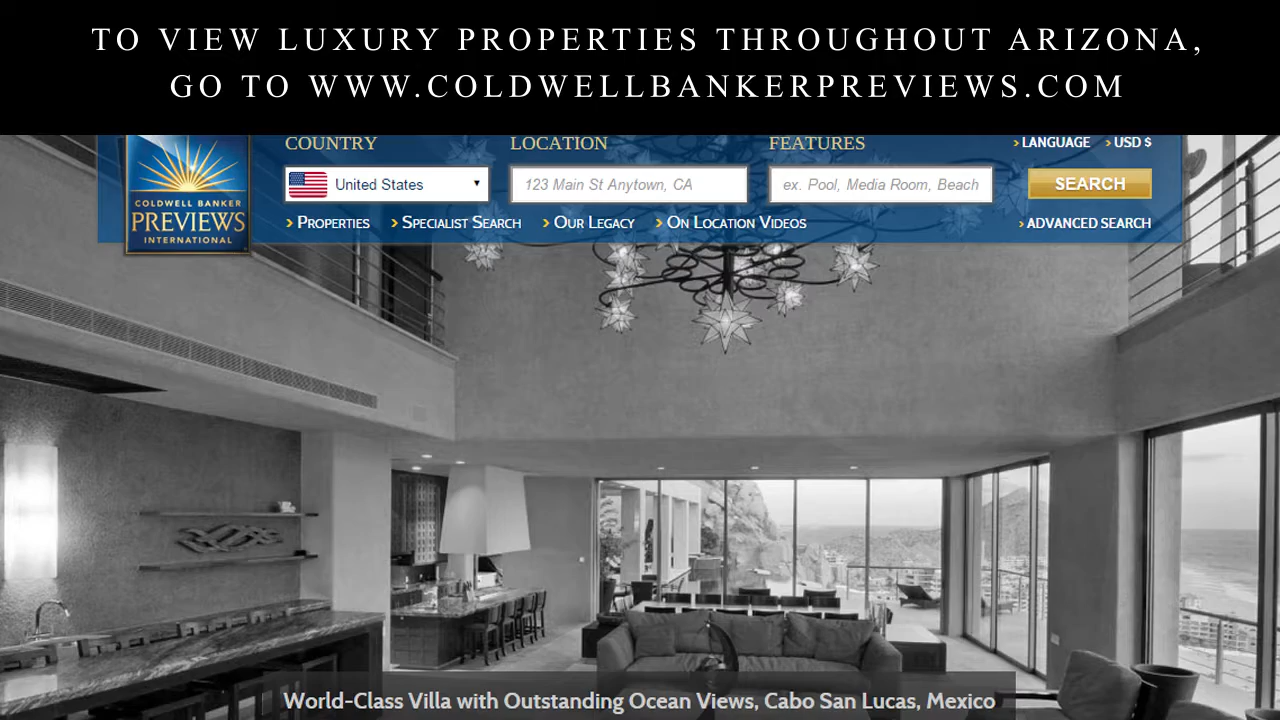 TO VIEW LUXURY PROPERTIES THROUGHOUT ARIZONA,
GO TO WWW.COLDWELLBANKERPREVIEWS.COM
COUNTRY
LOCATION
FEATURES
› LANGUAGE › USD $
United States
123 Main St Anytown, CA
ex. Pool, Media Room, Beach
SEARCH
COLDWELL BANKER
PREVIEWS
INTERNATIONAL
› PROPERTIES › SPECIALIST SEARCH › OUR LEGACY › ON LOCATION VIDEOS
› ADVANCED SEARCH
World-Class Villa with Outstanding Ocean Views, Cabo San Lucas, Mexico